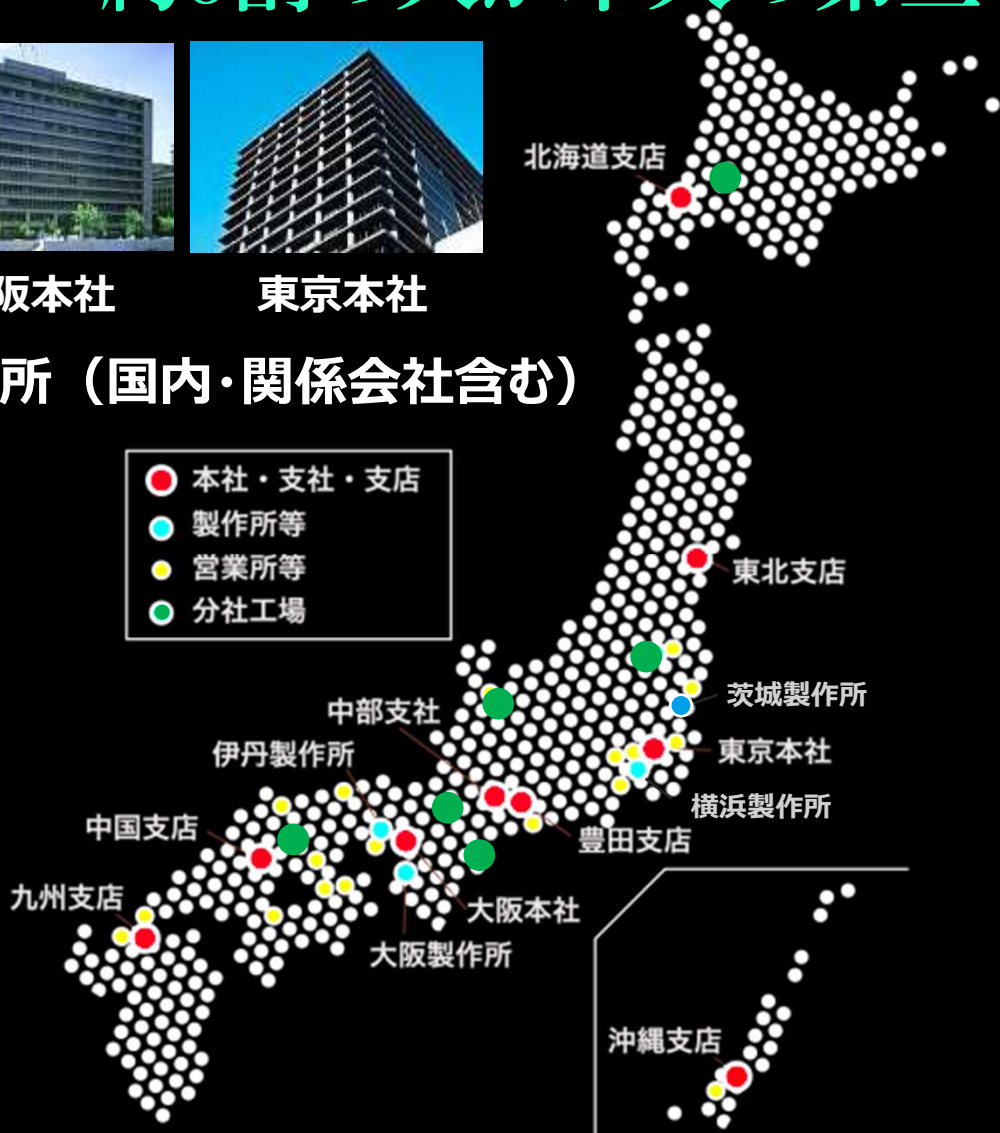 北海道支店
阪本社
東京本社
所（国内･関係会社含む）
本社・支社・支店
製作所等
営業所等
分社工場
東北支店
茨城製作所
中部支社
東京本社
伊丹製作所
横浜製作所
中国支店
豊田支店
九州支店
大阪本社
大阪製作所
沖縄支店